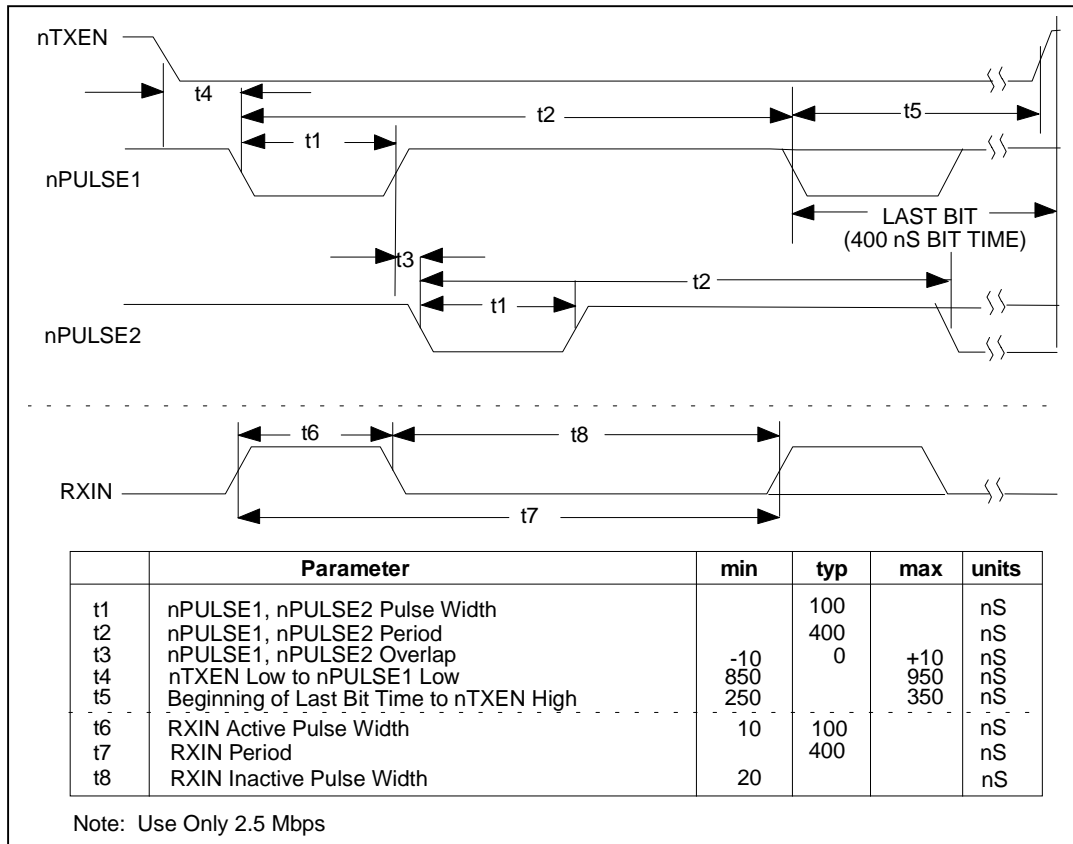 nTXEN
t4
t2
t5
t1
nPULSE1
LAST BIT
(400 nS BIT TIME)
t3
t2
t1
nPULSE2
t6
t8
RXIN
t7
Parameter min typ max units
t1 nPULSE1, nPULSE2 Pulse Width 100 nS
t2 nPULSE1, nPULSE2 Period 400 nS
t3 nPULSE1, nPULSE2 Overlap -10 0 +10 nS
t4 nTXEN Low to nPULSE1 Low 850 950 nS
t5 Beginning of Last Bit Time to nTXEN High 250 350 nS
t6 RXIN Active Pulse Width 10 100 nS
t7 RXIN Period 400 nS
t8 RXIN Inactive Pulse Width 20 nS
Note: Use Only 2.5 Mbps